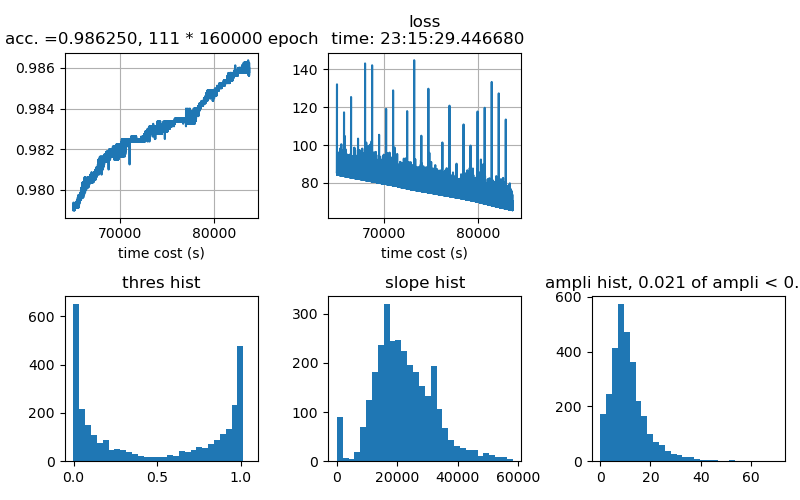 acc. =0.986250, 111 * 160000 epoch
0.986
0.984
0.982
0.980
70000 80000
time cost (s)
loss
time: 23:15:29.446680
140
120
100
80
70000 80000
time cost (s)
thres hist
600
400
200
0
0.0 0.5 1.0
slope hist
300
200
100
0
0 20000 40000 60000
ampli hist, 0.021 of ampli < 0.
600
400
200
0
0 20 40 60